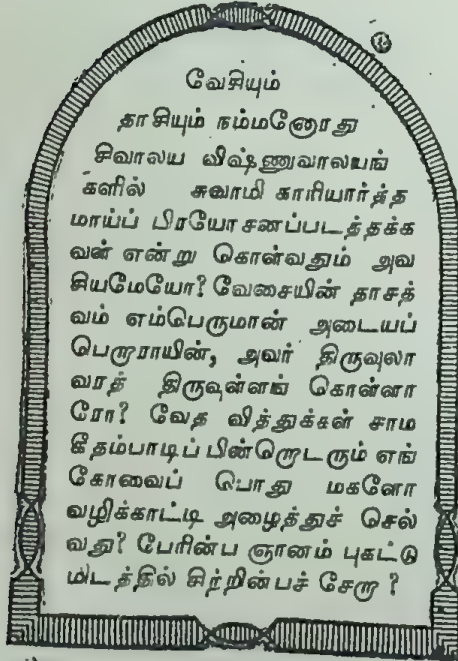 வேசியும்
தாசியும் நம்மனோரது
சிவாலய விஷ்ணுவாலயங்
களில் சுவாமி காரியார்த்த
மாய்ப் பிரயோசனப்படத்தக்க
வள் என்று கொள்வதும் அவ
சியமேயோ? வேசையின் தாசத்
வம் எம்பெருமான் அடையப்
பெறாராயின், அவர் திருவுலா
வரத் திருவுள்ளங் கொள்ளா
ரோ? வேத வித்துக்கள் சாம
கீதம்பாடிப் பின்றொடரும் எங்
கோவைப் பொது மகளோ
வழிக்காட்டி அழைத்துச் செல்
வது? பேரின்ப ஞானம் புகட்டு
மிடத்தில் சிற்றின்பச் சேறு ?